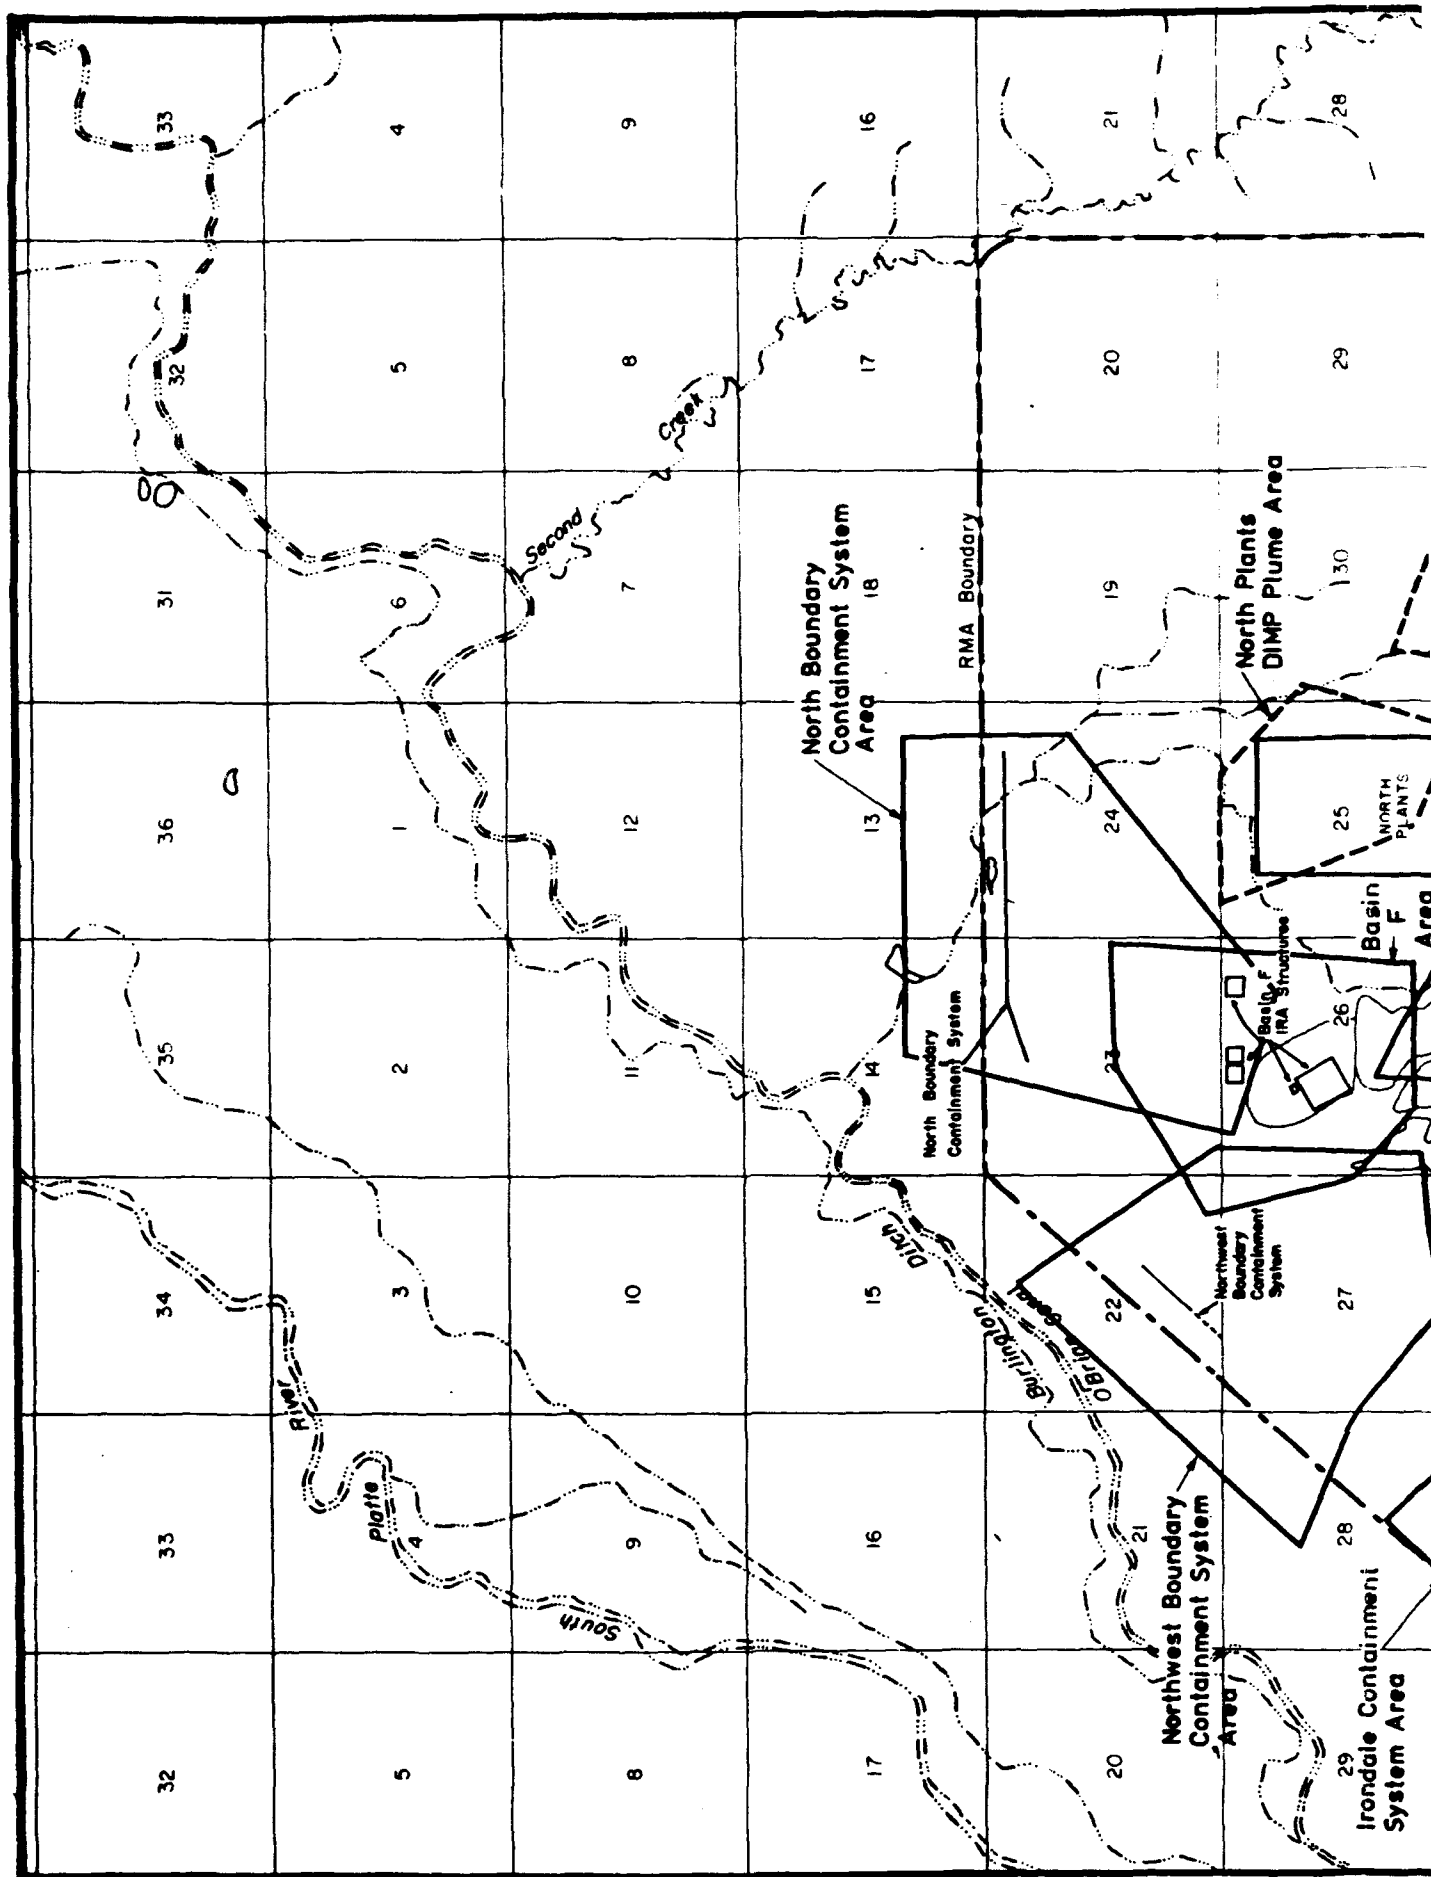 32 33 34 35 36 31 32 33
River
Platte
5 4 3 2 1 6 5 4
South
Second
Creek
8 9 10 11 12 7 8 9
North Boundary
Containment System
Area
17 16 15 14 13 18 17 16
Ditch
Burlington
O'Brian Canal
North Boundary
Containment System
RMA Boundary
20 21 22 23 24 19 20 21
Northwest Boundary
Containment System
Area
Northwest
Boundary
Containment
System
Basin F
IRA Structures
North Plants
DIMP Plume Area
29 28 27 26 25 30 29 28
Irondale Containment
System Area
Basin
F
Area
NORTH
PLANTS